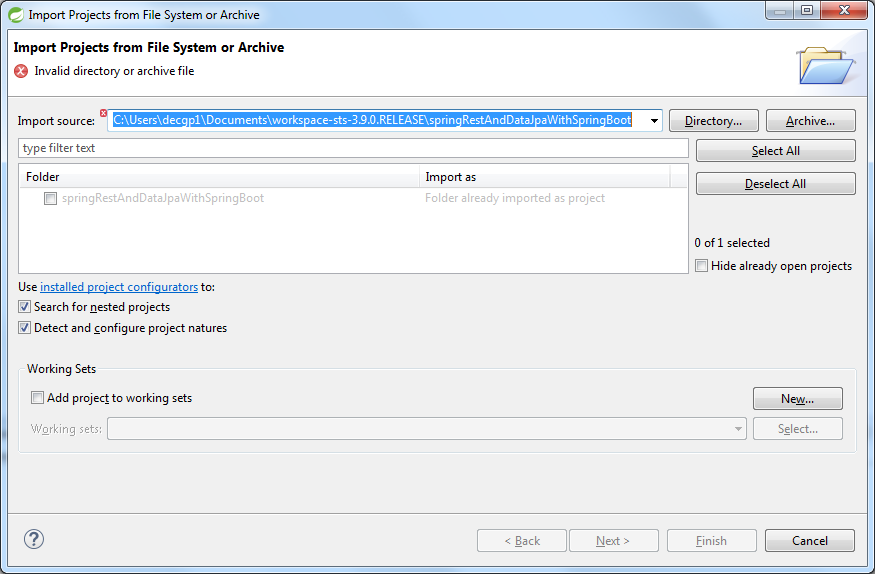 Import Projects from File System or Archive
Import Projects from File System or Archive
Invalid directory or archive file
Import source: C:\Users\decgp1\Documents\workspace-sts-3.9.0.RELEASE\springRestAndDataJpaWithSpringBoot Directory... Archive...
type filter text Select All
Folder Import as Deselect All
springRestAndDataJpaWithSpringBoot Folder already imported as project
0 of 1 selected
Hide already open projects
Use installed project configurators to:
Search for nested projects
Detect and configure project natures
Working Sets
Add project to working sets New...
Working sets: Select...
? < Back Next > Finish Cancel